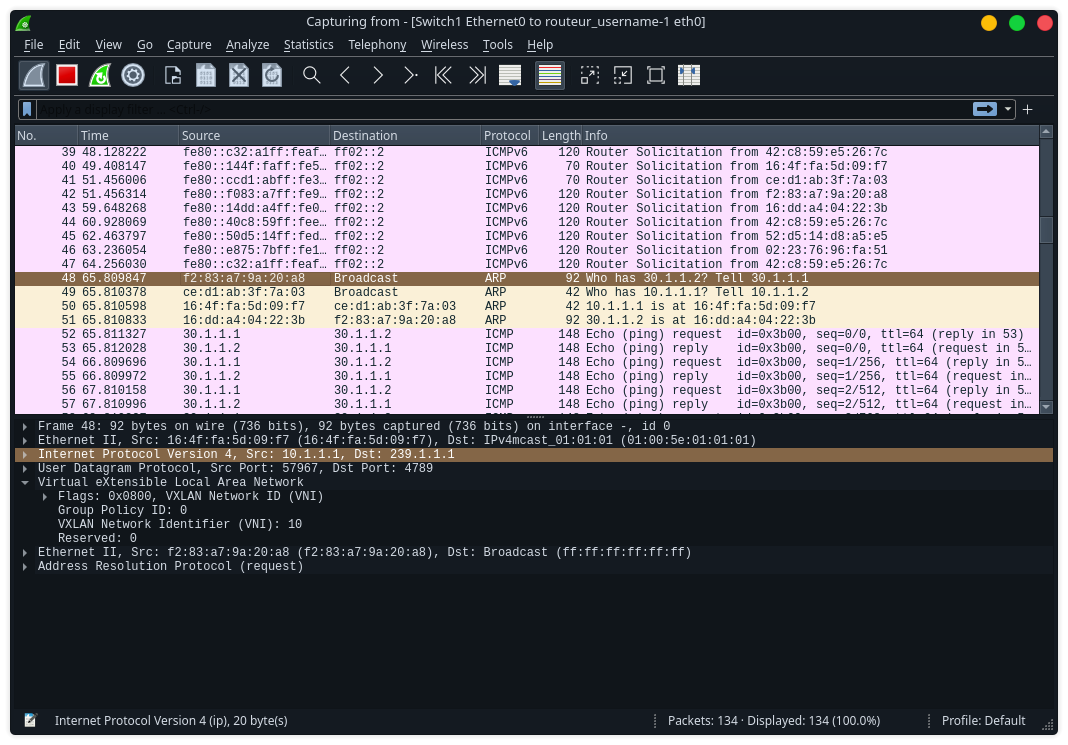 Capturing from - [Switch1 Ethernet0 to routeur_username-1 eth0]
File Edit View Go Capture Analyze Statistics Telephony Wireless Tools Help
Apply a display filter ... <Ctrl-/>
No. Time Source Destination Protocol Length Info
39 48.128222 fe80::c32:a1ff:feaf… ff02::2 ICMPv6 120 Router Solicitation from 42:c8:59:e5:26:7c
40 49.408147 fe80::144f:faff:fe5… ff02::2 ICMPv6 70 Router Solicitation from 16:4f:fa:5d:09:f7
41 51.456006 fe80::ccd1:abff:fe3… ff02::2 ICMPv6 70 Router Solicitation from ce:d1:ab:3f:7a:03
42 51.456314 fe80::f083:a7ff:fe9… ff02::2 ICMPv6 120 Router Solicitation from f2:83:a7:9a:20:a8
43 59.648268 fe80::14dd:a4ff:fe0… ff02::2 ICMPv6 120 Router Solicitation from 16:dd:a4:04:22:3b
44 60.928069 fe80::40c8:59ff:fee… ff02::2 ICMPv6 120 Router Solicitation from 42:c8:59:e5:26:7c
45 62.463797 fe80::50d5:14ff:fed… ff02::2 ICMPv6 120 Router Solicitation from 52:d5:14:d8:a5:e5
46 63.236054 fe80::e875:7bff:fe1… ff02::2 ICMPv6 120 Router Solicitation from 02:23:76:96:fa:51
47 64.256030 fe80::c32:a1ff:feaf… ff02::2 ICMPv6 120 Router Solicitation from 42:c8:59:e5:26:7c
48 65.809847 f2:83:a7:9a:20:a8 Broadcast ARP 92 Who has 30.1.1.2? Tell 30.1.1.1
49 65.810378 ce:d1:ab:3f:7a:03 Broadcast ARP 42 Who has 10.1.1.1? Tell 10.1.1.2
50 65.810598 16:4f:fa:5d:09:f7 ce:d1:ab:3f:7a:03 ARP 42 10.1.1.1 is at 16:4f:fa:5d:09:f7
51 65.810833 16:dd:a4:04:22:3b f2:83:a7:9a:20:a8 ARP 92 30.1.1.2 is at 16:dd:a4:04:22:3b
52 65.811327 30.1.1.1 30.1.1.2 ICMP 148 Echo (ping) request id=0x3b00, seq=0/0, ttl=64 (reply in 53)
53 65.812028 30.1.1.2 30.1.1.1 ICMP 148 Echo (ping) reply id=0x3b00, seq=0/0, ttl=64 (request in 5…
54 66.809696 30.1.1.1 30.1.1.2 ICMP 148 Echo (ping) request id=0x3b00, seq=1/256, ttl=64 (reply in 5…
55 66.809972 30.1.1.2 30.1.1.1 ICMP 148 Echo (ping) reply id=0x3b00, seq=1/256, ttl=64 (request in…
56 67.810158 30.1.1.1 30.1.1.2 ICMP 148 Echo (ping) request id=0x3b00, seq=2/512, ttl=64 (reply in 5…
57 67.810996 30.1.1.2 30.1.1.1 ICMP 148 Echo (ping) reply id=0x3b00, seq=2/512, ttl=64 (request in…
Frame 48: 92 bytes on wire (736 bits), 92 bytes captured (736 bits) on interface -, id 0
Ethernet II, Src: 16:4f:fa:5d:09:f7 (16:4f:fa:5d:09:f7), Dst: IPv4mcast_01:01:01 (01:00:5e:01:01:01)
Internet Protocol Version 4, Src: 10.1.1.1, Dst: 239.1.1.1
User Datagram Protocol, Src Port: 57967, Dst Port: 4789
Virtual eXtensible Local Area Network
Flags: 0x0800, VXLAN Network ID (VNI)
Group Policy ID: 0
VXLAN Network Identifier (VNI): 10
Reserved: 0
Ethernet II, Src: f2:83:a7:9a:20:a8 (f2:83:a7:9a:20:a8), Dst: Broadcast (ff:ff:ff:ff:ff:ff)
Address Resolution Protocol (request)
Internet Protocol Version 4 (ip), 20 byte(s) Packets: 134 · Displayed: 134 (100.0%) Profile: Default